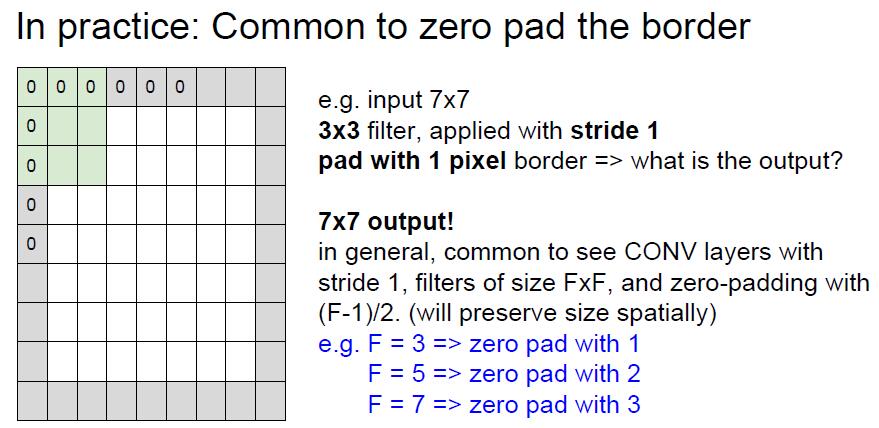 In practice: Common to zero pad the border
0 0 0 0 0 0
0
0
0
0
e.g. input 7x7
3x3 filter, applied with stride 1
pad with 1 pixel border => what is the output?
7x7 output!
in general, common to see CONV layers with
stride 1, filters of size FxF, and zero-padding with
(F-1)/2. (will preserve size spatially)
e.g. F = 3 => zero pad with 1
F = 5 => zero pad with 2
F = 7 => zero pad with 3